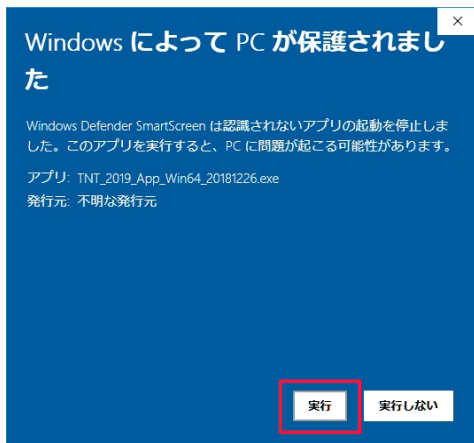 Windows によって PC が保護されまし
た
Windows Defender SmartScreen は認識されないアプリの起動を停止しま
した。このアプリを実行すると、PC に問題が起こる可能性があります。
アプリ: TNT_2019_App_Win64_20181226.exe
発行元: 不明な発行元
実行 実行しない